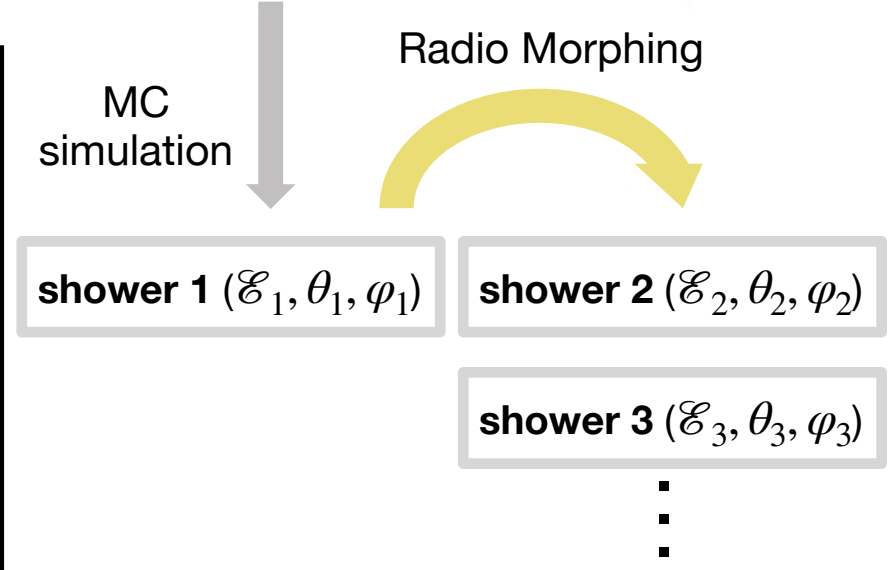 Radio Morphing
MC
simulation
shower 1 (ℰ₁, θ₁, φ₁)
shower 2 (ℰ₂, θ₂, φ₂)
shower 3 (ℰ₃, θ₃, φ₃)